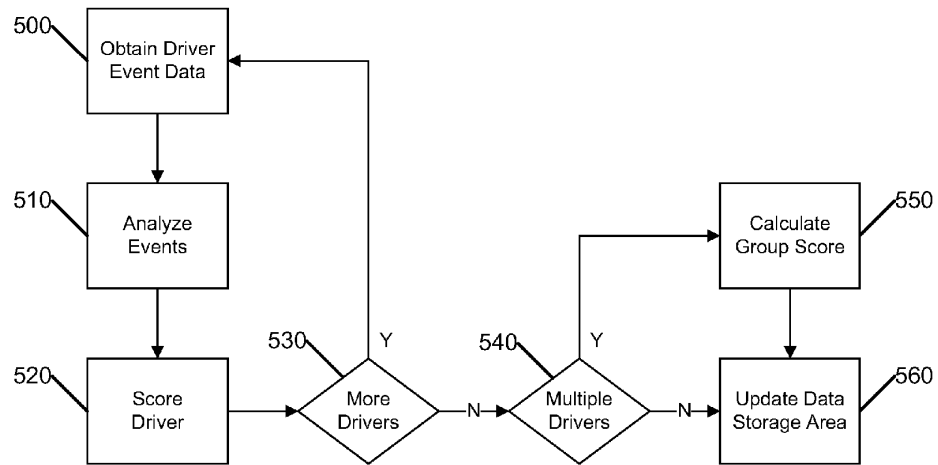 500
Obtain Driver
Event Data
510
Analyze
Events
520
Score
Driver
530
Y
More
Drivers
N
540
Y
Multiple
Drivers
N
550
Calculate
Group Score
560
Update Data
Storage Area